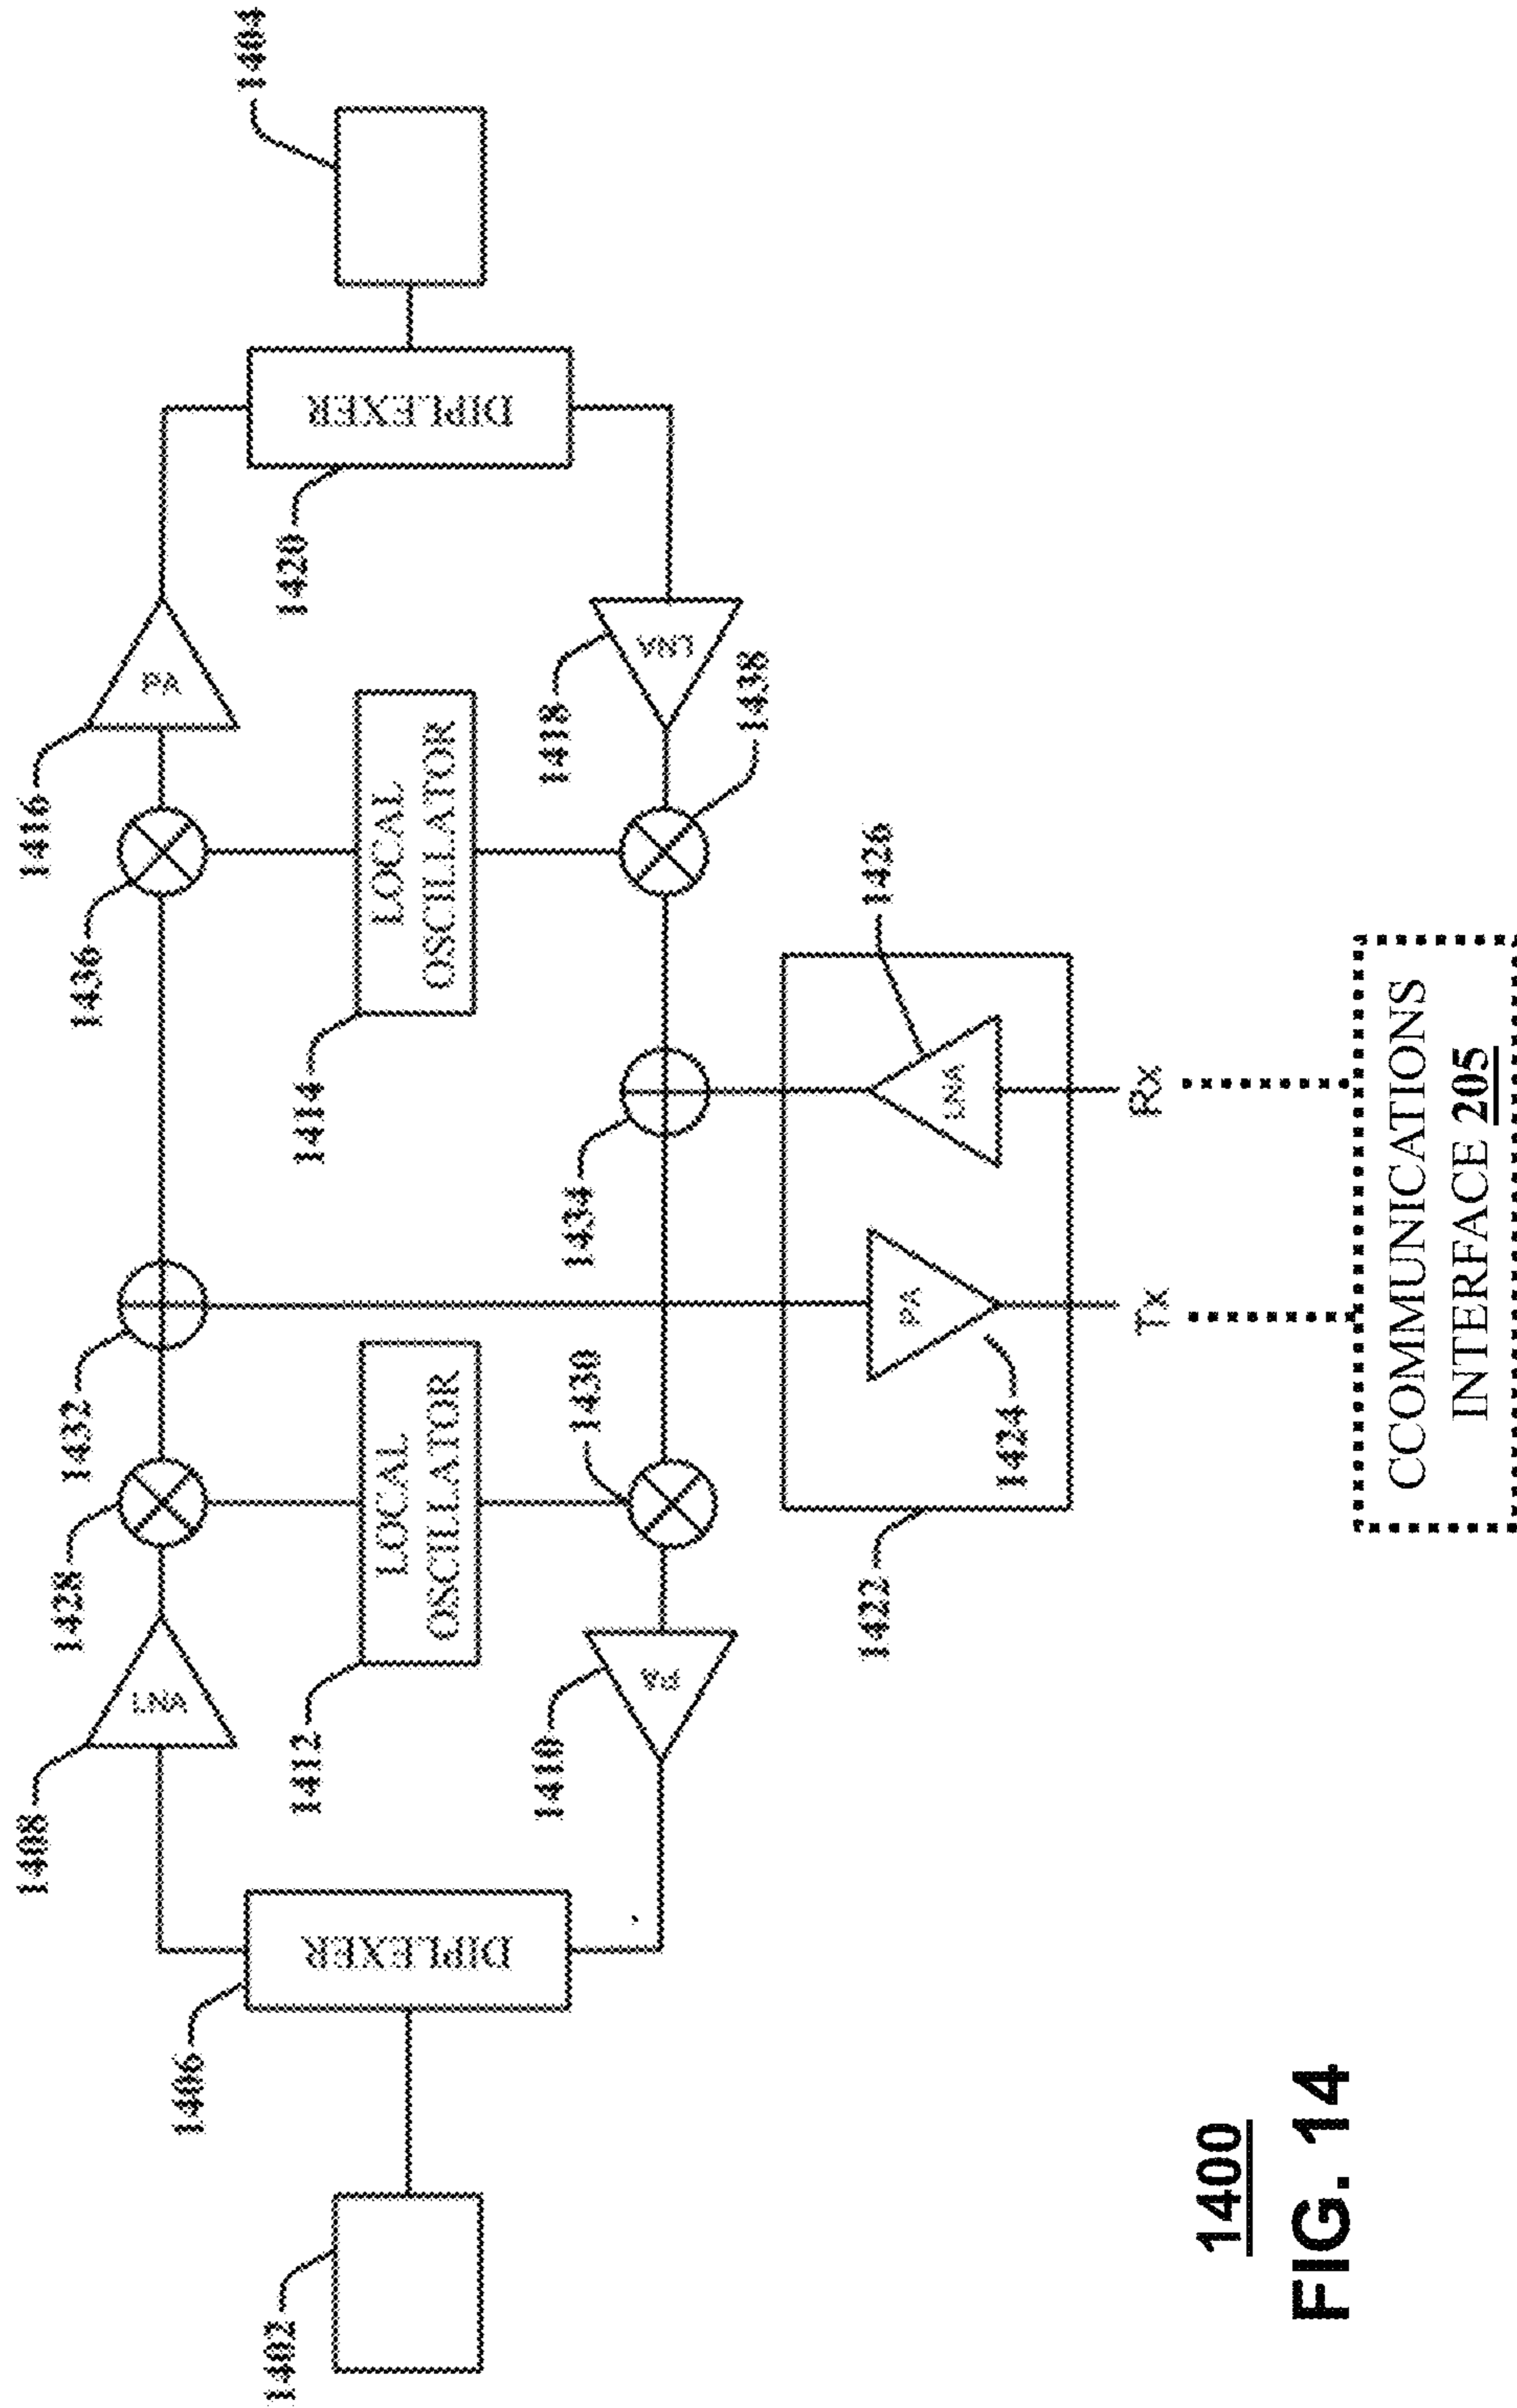 1404
1416
PA
1436
DIPLEXER
1420
LOCAL
OSCILLATOR
1414
LNA
1418
1438
1432
1434
1426
LNA
Rx
1428
LOCAL
OSCILLATOR
1412
1430
PA
1424
Tx
1422
CCOMMUNICATIONS
INTERFACE 205
1408
LNA
PA
1410
DIPLEXER
1406
1402
1400
FIG. 14